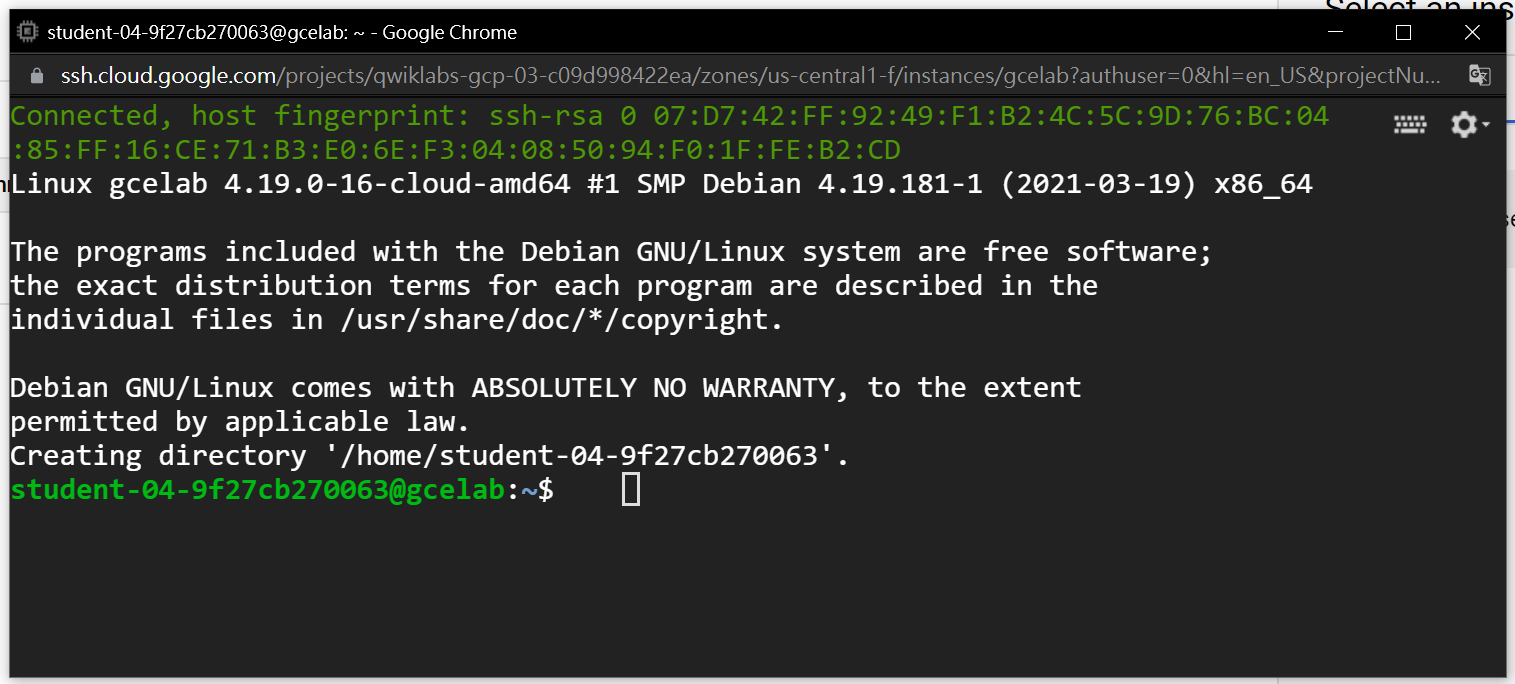 Select an ins
student-04-9f27cb270063@gcelab: ~ - Google Chrome
ssh.cloud.google.com/projects/qwiklabs-gcp-03-c09d998422ea/zones/us-central1-f/instances/gcelab?authuser=0&hl=en_US&projectNu...
Connected, host fingerprint: ssh-rsa 0 07:D7:42:FF:92:49:F1:B2:4C:5C:9D:76:BC:04
:85:FF:16:CE:71:B3:E0:6E:F3:04:08:50:94:F0:1F:FE:B2:CD
Linux gcelab 4.19.0-16-cloud-amd64 #1 SMP Debian 4.19.181-1 (2021-03-19) x86_64
The programs included with the Debian GNU/Linux system are free software;
the exact distribution terms for each program are described in the
individual files in /usr/share/doc/*/copyright.
Debian GNU/Linux comes with ABSOLUTELY NO WARRANTY, to the extent
permitted by applicable law.
Creating directory '/home/student-04-9f27cb270063'.
student-04-9f27cb270063@gcelab:~$